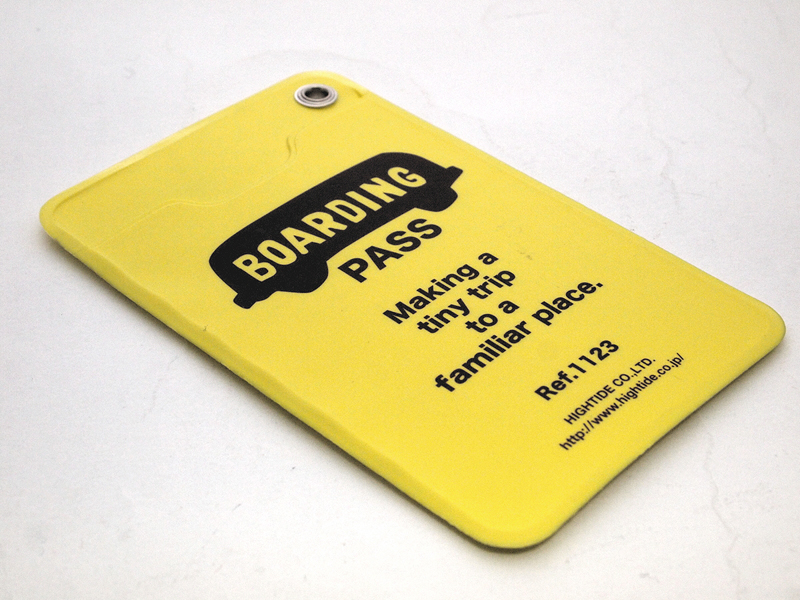 BOARDING
PASS
Making a
tiny trip
to a
familiar place.
Ref.1123
HIGHTIDE CO.,LTD.
http://www.hightide.co.jp/